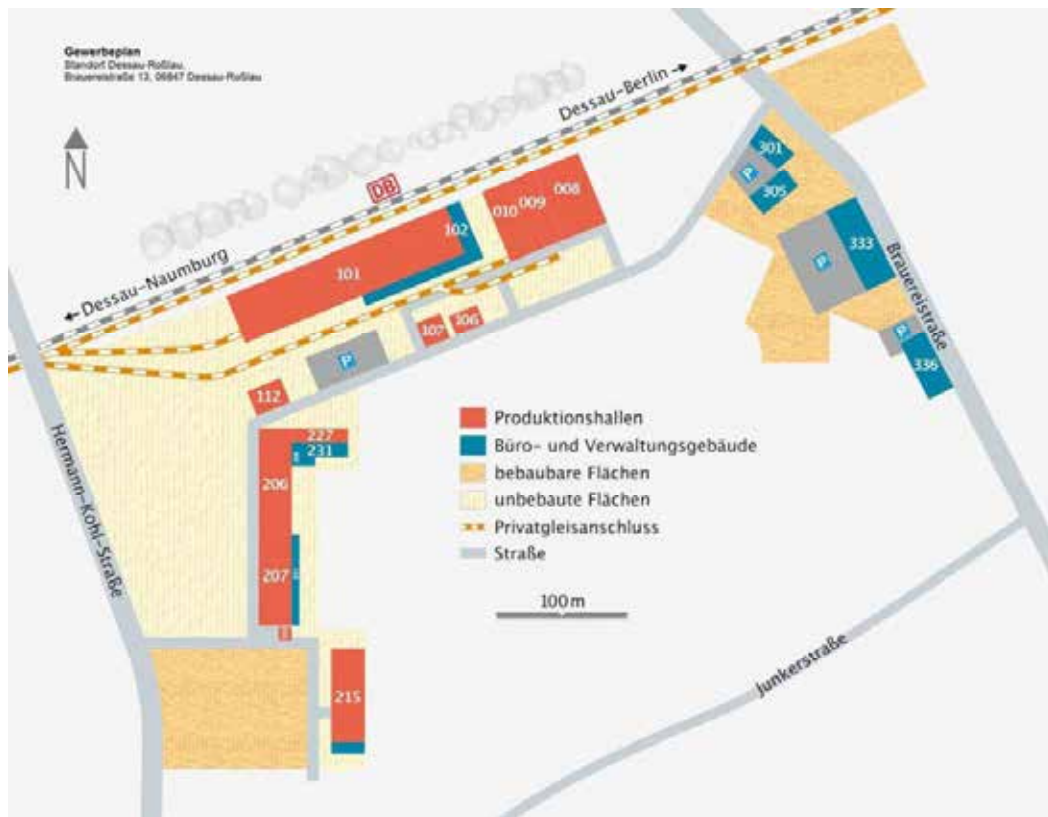 Gewerbeplan
Standort Dessau-Roßlau,
Brauereistraße 13, 06847 Dessau-Roßlau
N
DB
Dessau-Berlin →
← Dessau-Naumburg
301
P
305
008
009
010
102
101
333
P
Brauereistraße
107
106
P
P
336
112
Hermann-Kohl-Straße
227
231
206
207
215
Produktionshallen
Büro- und Verwaltungsgebäude
bebaubare Flächen
unbebaute Flächen
Privatgleisanschluss
Straße
100 m
Junkerstraße